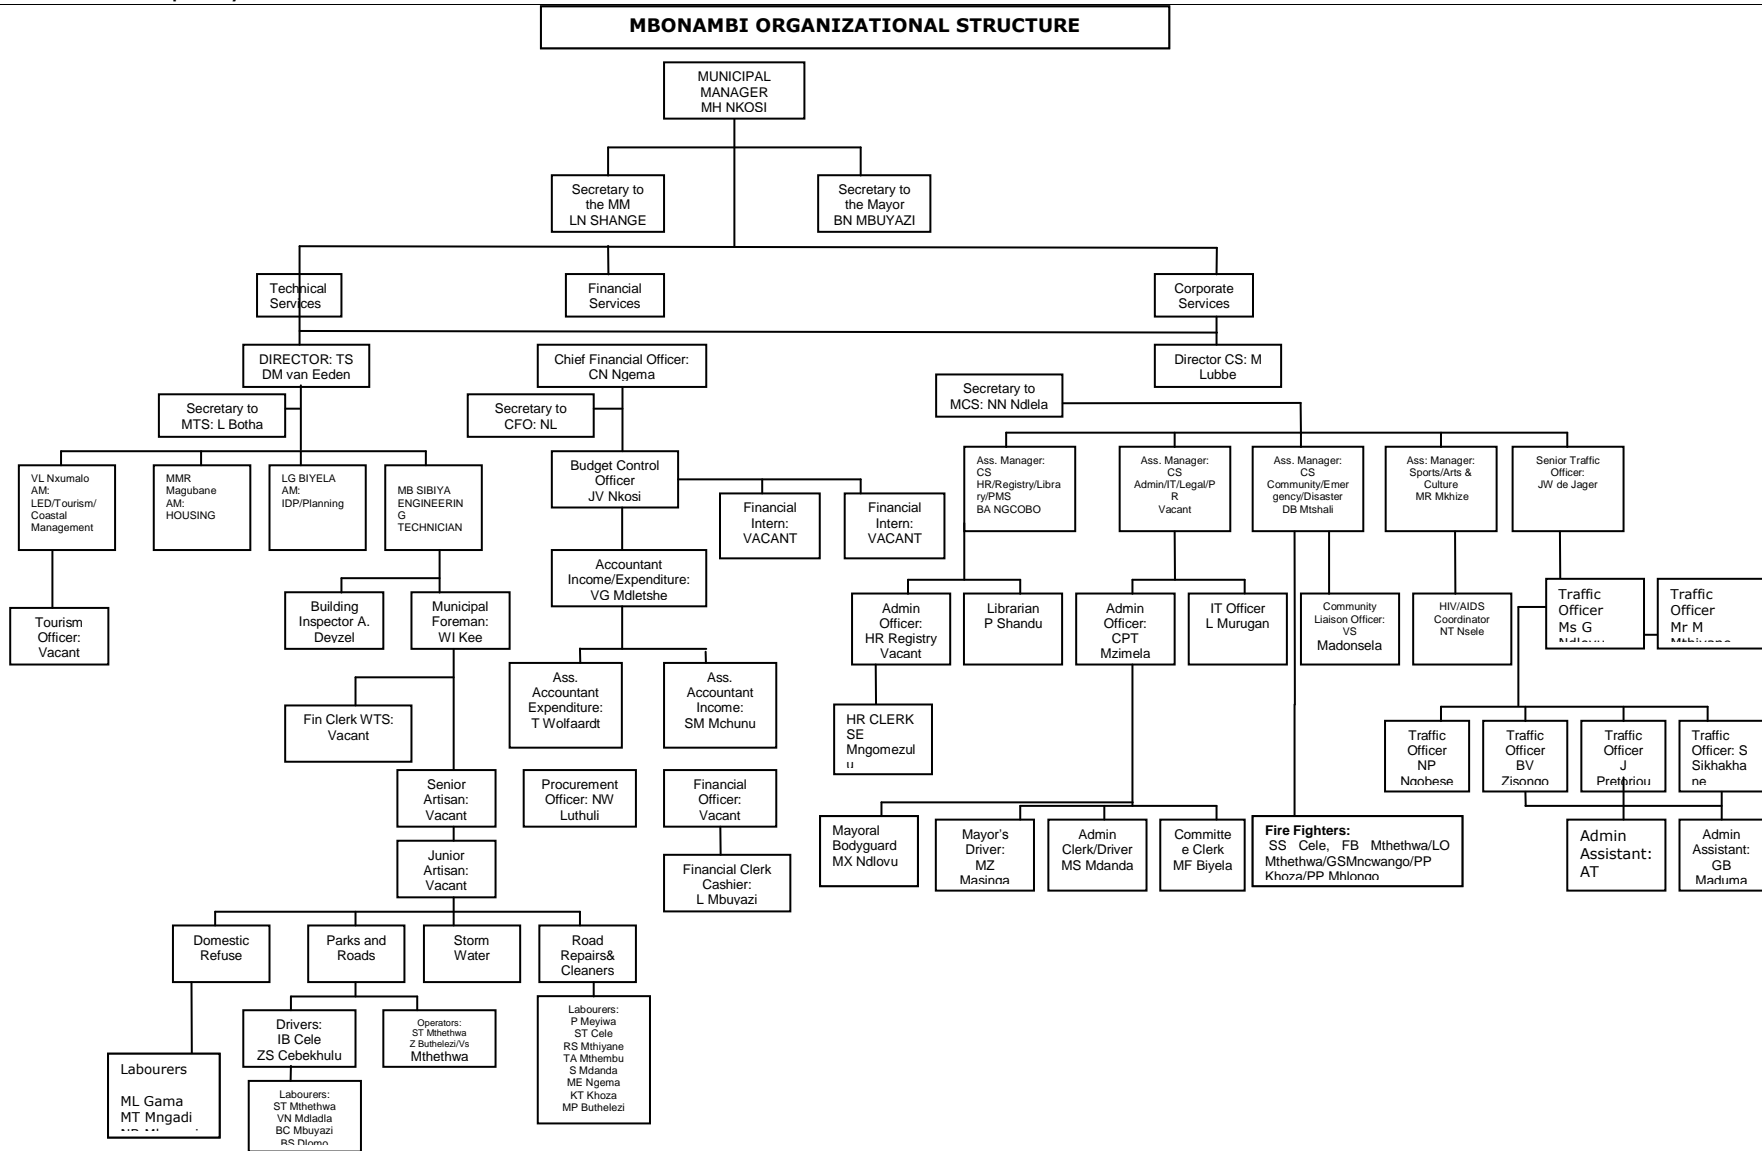 MBONAMBI ORGANIZATIONAL STRUCTURE
MUNICIPAL
MANAGER
MH NKOSI
Secretary to
the MM
LN SHANGE
Secretary to
the Mayor
BN MBUYAZI
Technical
Services
Financial
Services
Corporate
Services
DIRECTOR: TS
DM van Eeden
Chief Financial Officer:
CN Ngema
Director CS: M
Lubbe
Secretary to
MTS: L Botha
Secretary to
CFO: NL
Secretary to
MCS: NN Ndlela
VL Nxumalo
AM:
LED/Tourism/
Coastal
Management
MMR
Magubane
AM:
HOUSING
LG BIYELA
AM:
IDP/Planning
MB SIBIYA
ENGINEERIN
G
TECHNICIAN
Budget Control
Officer
JV Nkosi
Financial
Intern:
VACANT
Financial
Intern:
VACANT
Ass. Manager:
CS
HR/Registry/Libra
ry/PMS
BA NGCOBO
Ass. Manager:
CS
Admin/IT/Legal/P
R
Vacant
Ass. Manager:
CS
Community/Emer
gency/Disaster
DB Mtshali
Ass: Manager:
Sports/Arts &
Culture
MR Mkhize
Senior Traffic
Officer:
JW de Jager
Tourism
Officer:
Vacant
Building
Inspector A.
Deyzel
Municipal
Foreman:
WI Kee
Accountant
Income/Expenditure:
VG Mdletshe
Admin
Officer:
HR Registry
Vacant
Librarian
P Shandu
Admin
Officer:
CPT
Mzimela
IT Officer
L Murugan
Community
Liaison Officer:
VS
Madonsela
HIV/AIDS
Coordinator
NT Nsele
Traffic
Officer
Ms G
Traffic
Officer
Mr M
Fin Clerk WTS:
Vacant
Ass.
Accountant
Expenditure:
T Wolfaardt
Ass.
Accountant
Income:
SM Mchunu
HR CLERK
SE
Mngomezul
u
Traffic
Officer
NP
Ngobese
Traffic
Officer
BV
Zisongo
Traffic
Officer
J
Pretoriou
Traffic
Officer: S
Sikhakha
ne
Senior
Artisan:
Vacant
Procurement
Officer: NW
Luthuli
Financial
Officer:
Vacant
Junior
Artisan:
Vacant
Financial Clerk
Cashier:
L Mbuyazi
Mayoral
Bodyguard
MX Ndlovu
Mayor's
Driver:
MZ
Masinga
Admin
Clerk/Driver
MS Mdanda
Committe
e Clerk
MF Biyela
Fire Fighters:
SS Cele, FB Mthethwa/LO
Mthethwa/GSMncwango/PP
Khoza/PP Mhlongo
Admin
Assistant:
AT
Admin
Assistant:
GB
Maduma
Domestic
Refuse
Parks and
Roads
Storm
Water
Road
Repairs&
Cleaners
Labourers
ML Gama
MT Mngadi
Drivers:
IB Cele
ZS Cebekhulu
Operators:
ST Mthethwa
Z Buthelezi/Vs
Mthethwa
Labourers:
ST Mthethwa
VN Mdladla
BC Mbuyazi
BS Dlomo
Labourers:
P Meyiwa
ST Cele
RS Mthiyane
TA Mthembu
S Mdanda
ME Ngema
KT Khoza
MP Buthelezi